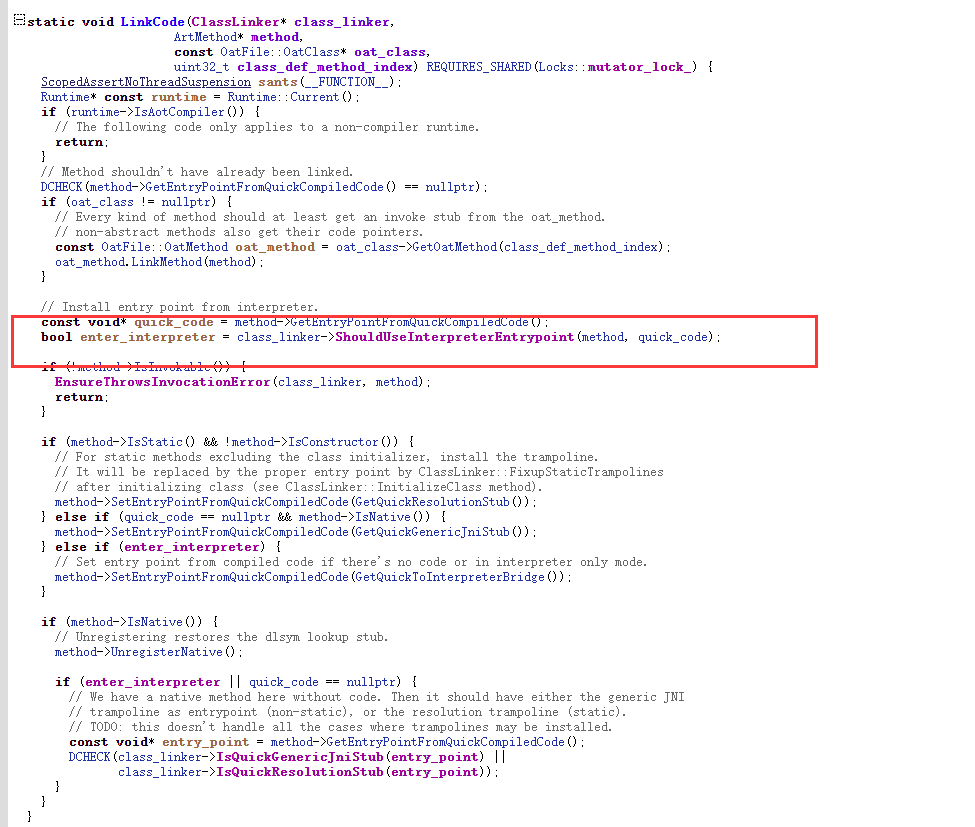 static void LinkCode(ClassLinker* class_linker,
                     ArtMethod* method,
                     const OatFile::OatClass* oat_class,
                     uint32_t class_def_method_index) REQUIRES_SHARED(Locks::mutator_lock_) {
  ScopedAssertNoThreadSuspension sants(__FUNCTION__);
  Runtime* const runtime = Runtime::Current();
  if (runtime->IsAotCompiler()) {
    // The following code only applies to a non-compiler runtime.
    return;
  }
  // Method shouldn't have already been linked.
  DCHECK(method->GetEntryPointFromQuickCompiledCode() == nullptr);
  if (oat_class != nullptr) {
    // Every kind of method should at least get an invoke stub from the oat_method.
    // non-abstract methods also get their code pointers.
    const OatFile::OatMethod oat_method = oat_class->GetOatMethod(class_def_method_index);
    oat_method.LinkMethod(method);
  }

  // Install entry point from interpreter.
  const void* quick_code = method->GetEntryPointFromQuickCompiledCode();
  bool enter_interpreter = class_linker->ShouldUseInterpreterEntrypoint(method, quick_code);

  if (!method->IsInvokable()) {
    EnsureThrowsInvocationError(class_linker, method);
    return;
  }

  if (method->IsStatic() && !method->IsConstructor()) {
    // For static methods excluding the class initializer, install the trampoline.
    // It will be replaced by the proper entry point by ClassLinker::FixupStaticTrampolines
    // after initializing class (see ClassLinker::InitializeClass method).
    method->SetEntryPointFromQuickCompiledCode(GetQuickResolutionStub());
  } else if (quick_code == nullptr && method->IsNative()) {
    method->SetEntryPointFromQuickCompiledCode(GetQuickGenericJniStub());
  } else if (enter_interpreter) {
    // Set entry point from compiled code if there's no code or in interpreter only mode.
    method->SetEntryPointFromQuickCompiledCode(GetQuickToInterpreterBridge());
  }

  if (method->IsNative()) {
    // Unregistering restores the dlsym lookup stub.
    method->UnregisterNative();

    if (enter_interpreter || quick_code == nullptr) {
      // We have a native method here without code. Then it should have either the generic JNI
      // trampoline as entrypoint (non-static), or the resolution trampoline (static).
      // TODO: this doesn't handle all the cases where trampolines may be installed.
      const void* entry_point = method->GetEntryPointFromQuickCompiledCode();
      DCHECK(class_linker->IsQuickGenericJniStub(entry_point) ||
             class_linker->IsQuickResolutionStub(entry_point));
    }
  }
}